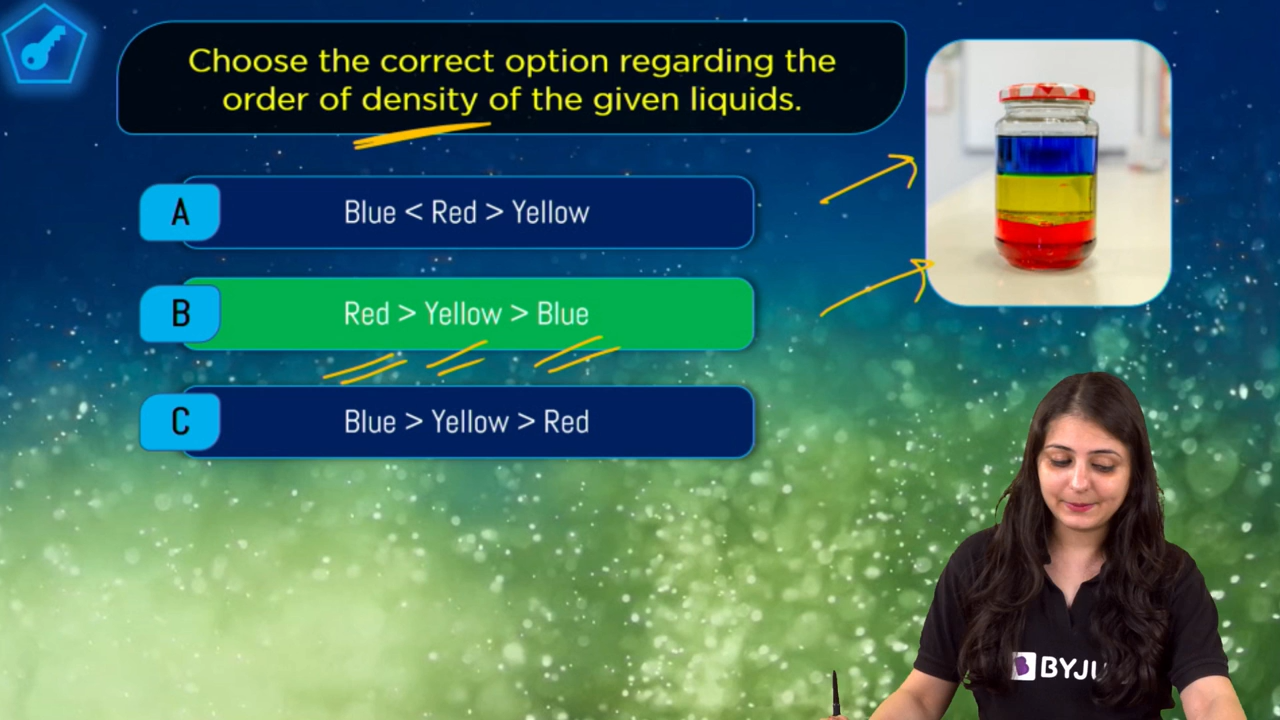 Choose the correct option regarding the
order of density of the given liquids.
A
Blue < Red > Yellow
B
Red > Yellow > Blue
C
Blue > Yellow > Red
BYJU